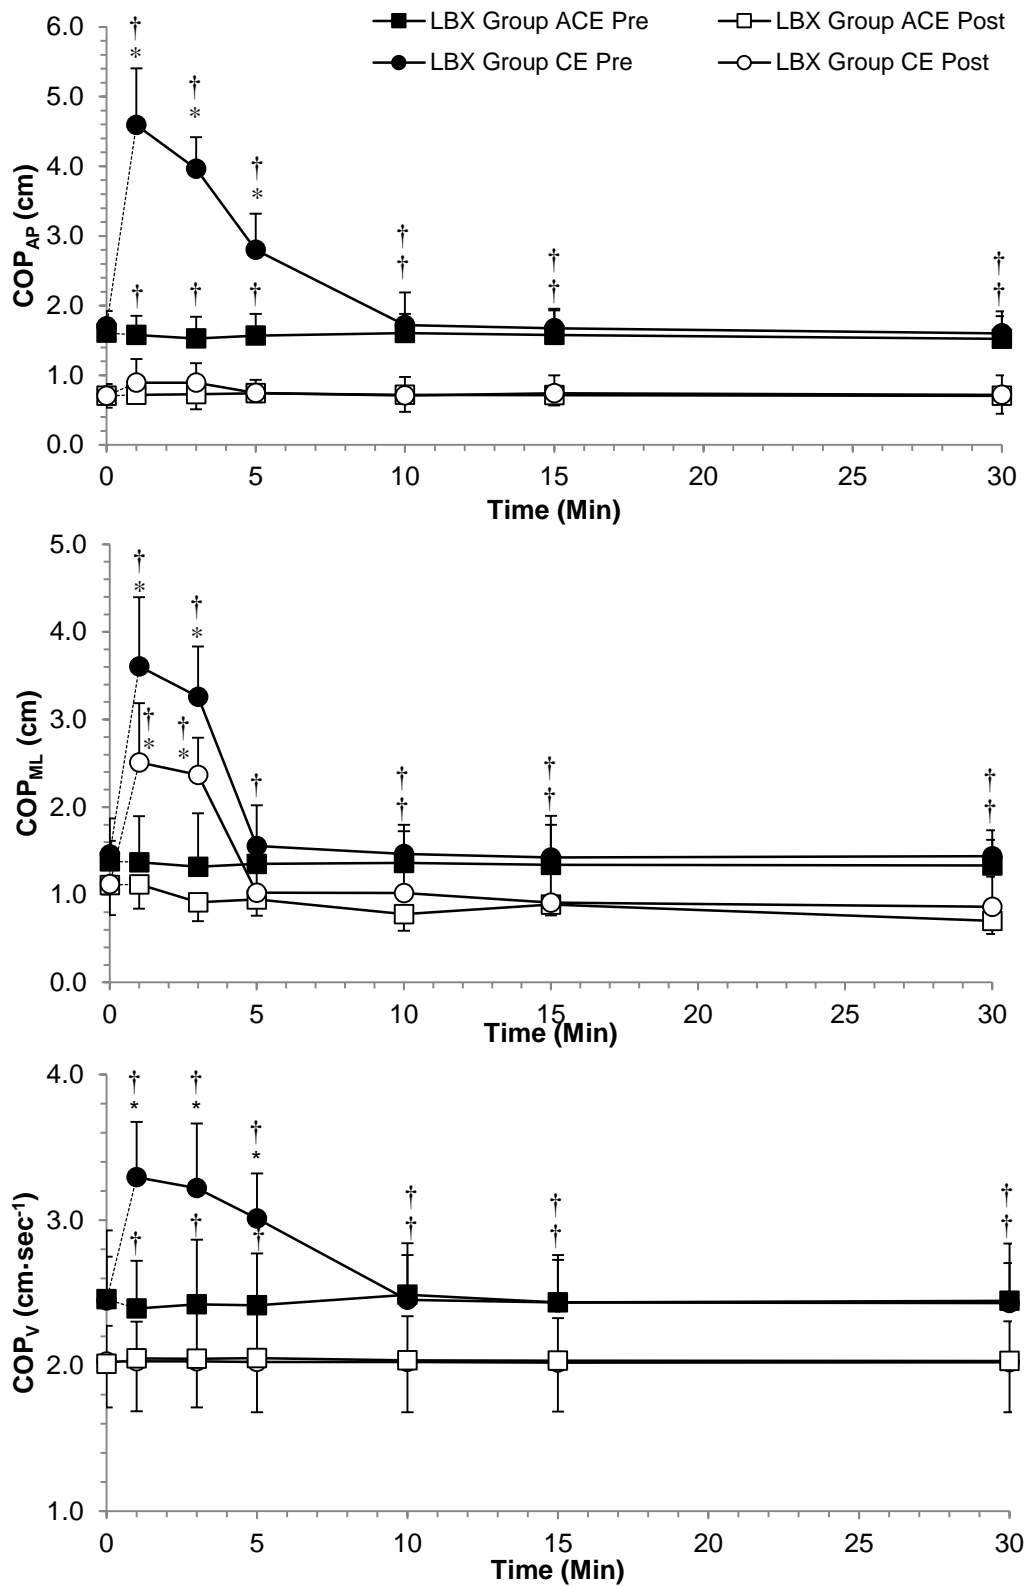 LBX Group ACE Pre
LBX Group ACE Post
LBX Group CE Pre
LBX Group CE Post
6.0
5.0
4.0
3.0
2.0
1.0
0.0
COP_AP (cm)
† † † † † †
* * * † † †
† † †
0 5 10 15 20 25 30
Time (Min)
5.0
4.0
3.0
2.0
1.0
0.0
COP_ML (cm)
† † † † † †
* * † † †
† †
* *
0 5 10 15 20 25 30
Time (Min)
4.0
3.0
2.0
1.0
COP_V (cm·sec⁻¹)
† † † † † †
* * * † † †
† † †
0 5 10 15 20 25 30
Time (Min)